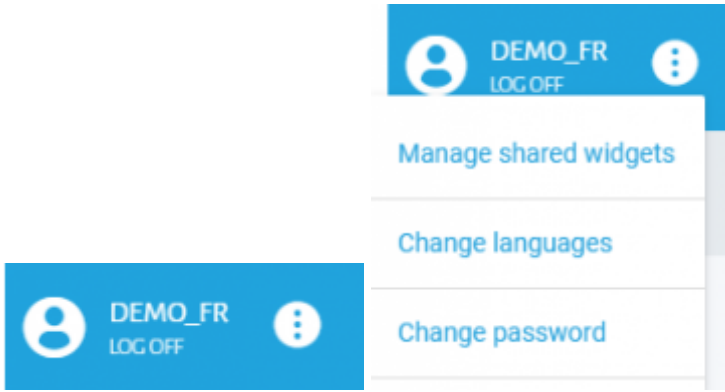 DEMO_FR
LOG OFF
DEMO_FR
LOG OFF
Manage shared widgets
Change languages
Change password